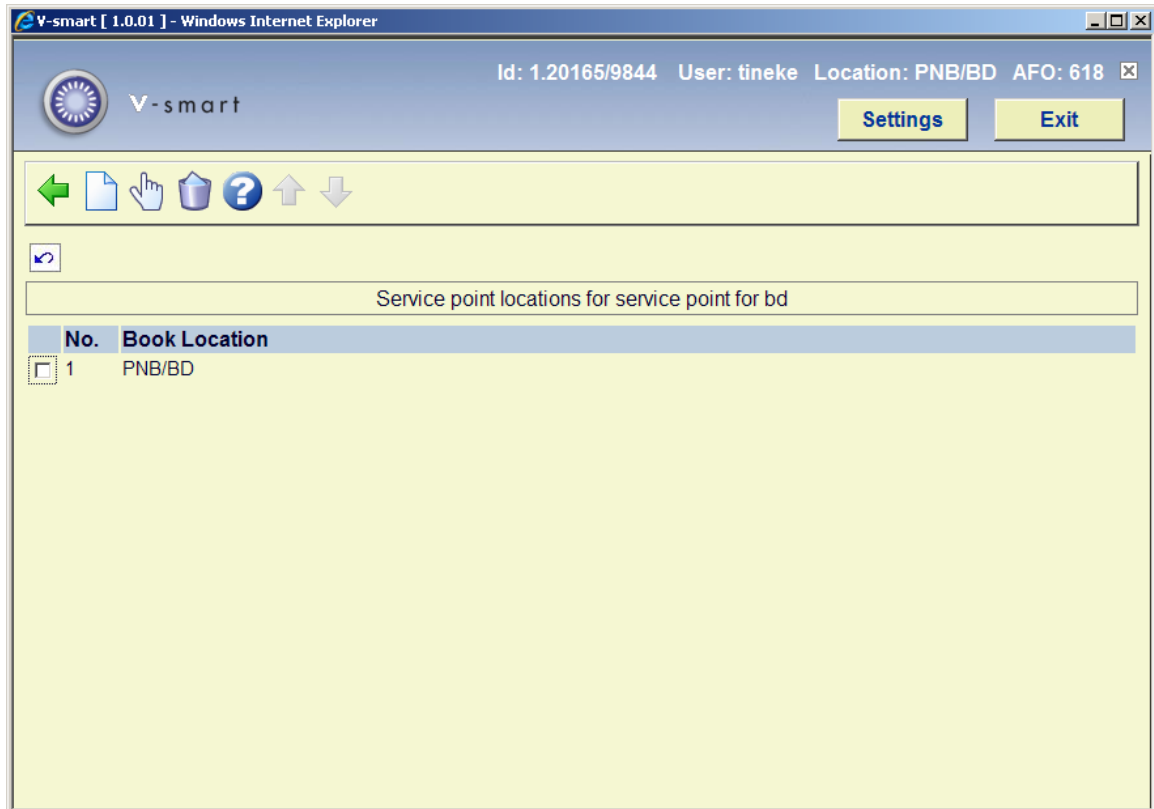 V-smart [ 1.0.01 ] - Windows Internet Explorer
Id: 1.20165/9844 User: tineke Location: PNB/BD AFO: 618
V-smart
Settings Exit
?
Service point locations for service point for bd
No. Book Location
1 PNB/BD